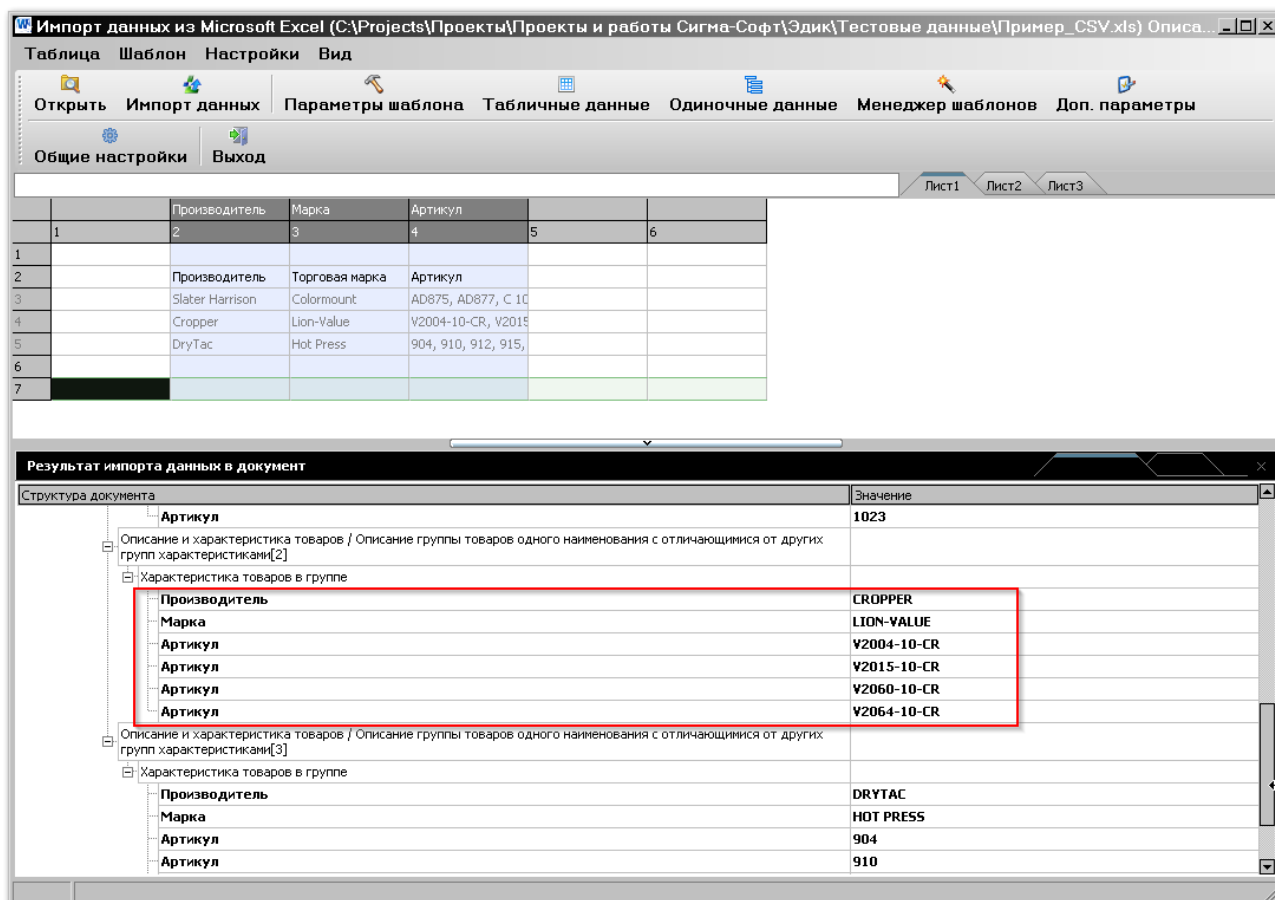 Импорт данных из Microsoft Excel (C:\Projects\Проекты\Проекты и работы Сигма-Софт\Эдик\Тестовые данные\Пример_CSV.xls) Описа...
Таблица Шаблон Настройки Вид
Открыть Импорт данных Параметры шаблона Табличные данные Одиночные данные Менеджер шаблонов Доп. параметры
Общие настройки Выход
Лист1 Лист2 Лист3
Производитель Марка Артикул
1 2 3 4 5 6
1
2 Производитель Торговая марка Артикул
3 Slater Harrison Colormount AD875, AD877, C 10
4 Cropper Lion-Value V2004-10-CR, V2015
5 DryTac Hot Press 904, 910, 912, 915,
6
7
Результат импорта данных в документ
Структура документа Значение
Артикул 1023
Описание и характеристика товаров / Описание группы товаров одного наименования с отличающимися от других
групп характеристиками[2]
Характеристика товаров в группе
Производитель CROPPER
Марка LION-VALUE
Артикул V2004-10-CR
Артикул V2015-10-CR
Артикул V2060-10-CR
Артикул V2064-10-CR
Описание и характеристика товаров / Описание группы товаров одного наименования с отличающимися от других
групп характеристиками[3]
Характеристика товаров в группе
Производитель DRYTAC
Марка HOT PRESS
Артикул 904
Артикул 910